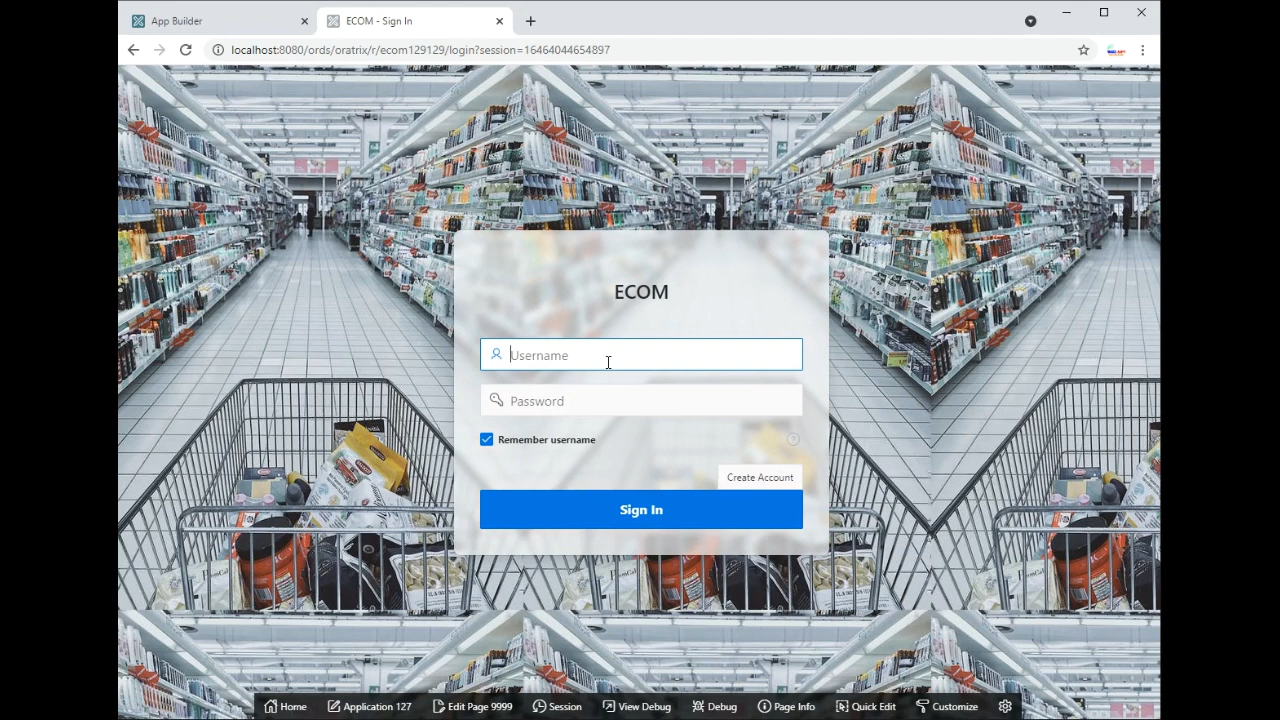 App Builder
ECOM - Sign In
localhost:8080/ords/oratrix/r/ecom129129/login?session=16464044654897
ECOM
Username
Password
Remember username
Create Account
Sign In
Home
Application 127
Edit Page 9999
Session
View Debug
Debug
Page Info
Quick Edit
Customize